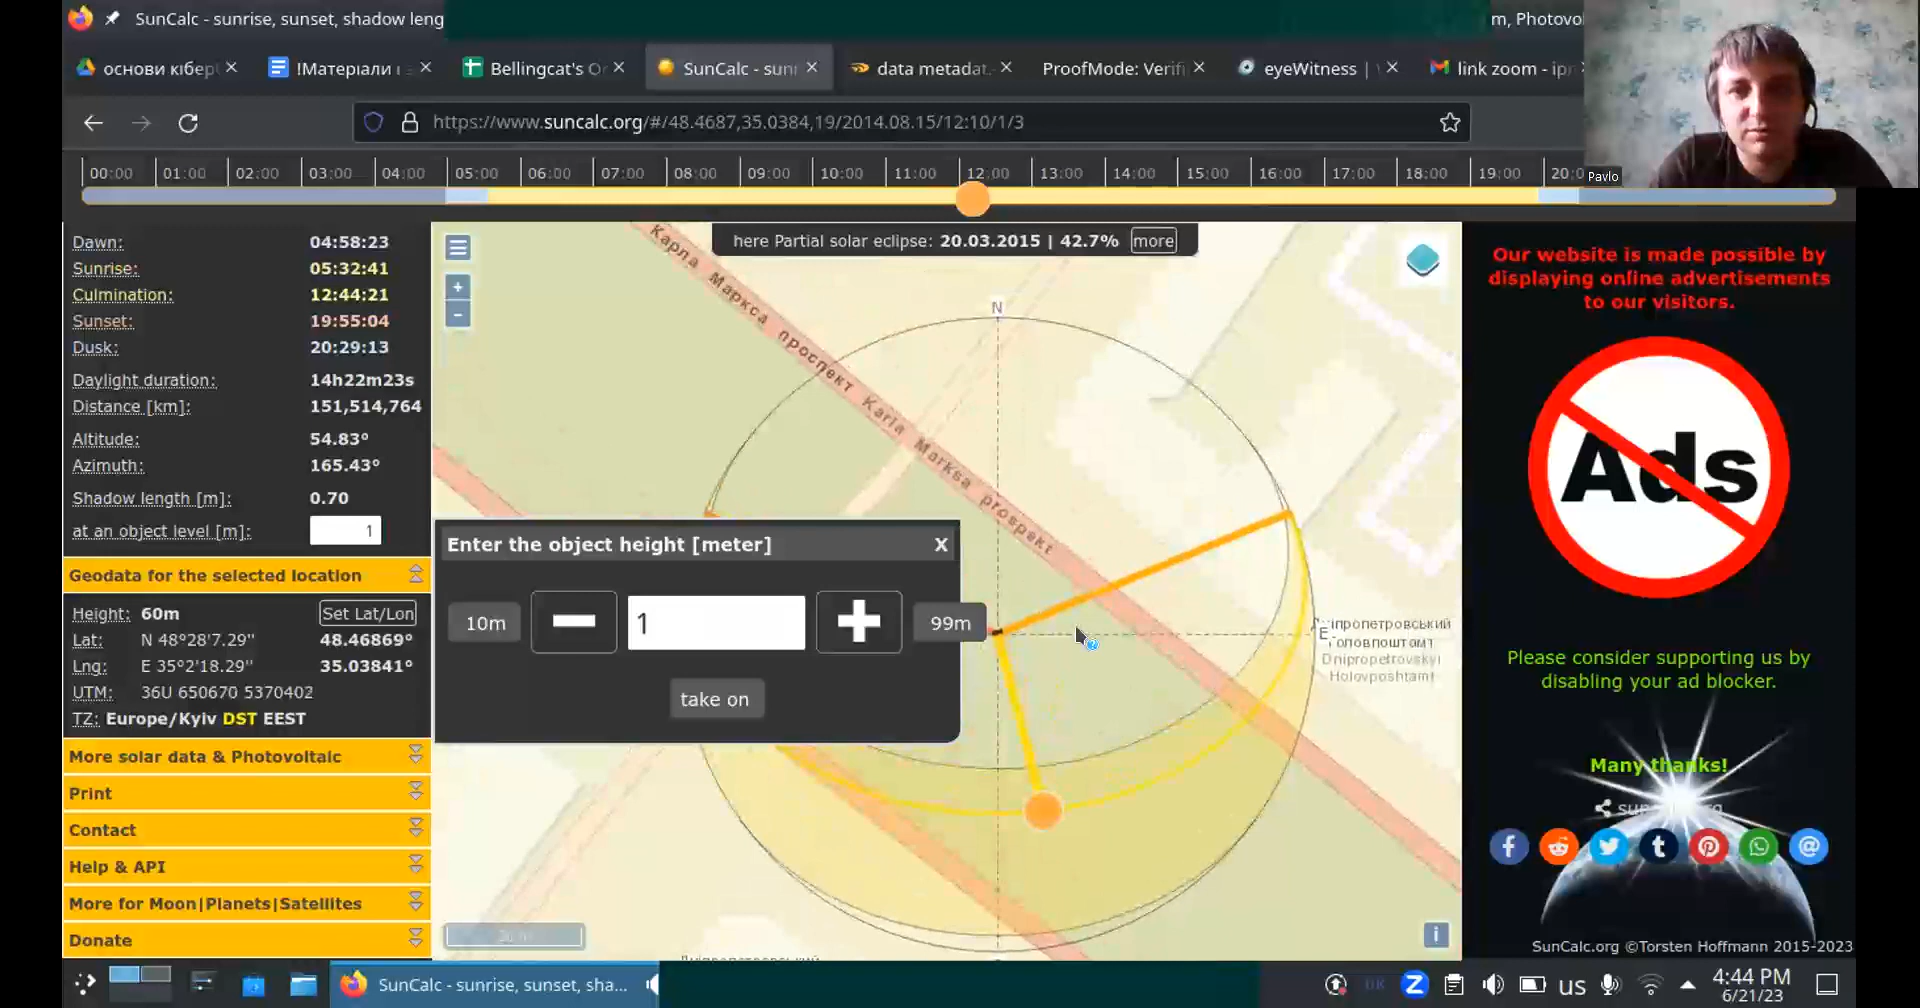 SunCalc - sunrise, sunset, shadow leng
m, Photovol
основи кібер
!Матеріали
Bellingcat's O
SunCalc - sunr
data metadat
ProofMode: Verifi
eyeWitness |
link zoom - ipr
https://www.suncalc.org/#/48.4687,35.0384,19/2014.08.15/12:10/1/3
Pavlo
00:00 01:00 02:00 03:00 04:00 05:00 06:00 07:00 08:00 09:00 10:00 11:00 12:00 13:00 14:00 15:00 16:00 17:00 18:00 19:00 20:0
Dawn: 04:58:23
Sunrise: 05:32:41
Culmination: 12:44:21
Sunset: 19:55:04
Dusk: 20:29:13
Daylight duration: 14h22m23s
Distance [km]: 151,514,764
Altitude: 54.83°
Azimuth: 165.43°
Shadow length [m]: 0.70
at an object level [m]: 1
Geodata for the selected location
Height: 60m Set Lat/Lon
Lat: N 48°28'7.29'' 48.46869°
Lng: E 35°2'18.29'' 35.03841°
UTM: 36U 650670 5370402
TZ: Europe/Kyiv DST EEST
More solar data & Photovoltaic
Print
Contact
Help & API
More for Moon|Planets|Satellites
Donate
here Partial solar eclipse: 20.03.2015 | 42.7% more
+
-
N
Карла Маркса проспект Karla Marksa prospekt
Enter the object height [meter] X
10m 1 99m
take on
E
Dnipropetrovskyi
Holovposhtamt
i
Our website is made possible by
displaying online advertisements
to our visitors.
Ads
Please consider supporting us by
disabling your ad blocker.
Many thanks!
SunCalc.org ©Torsten Hoffmann 2015-2023
SunCalc - sunrise, sunset, sha...
us
4:44 PM
6/21/23